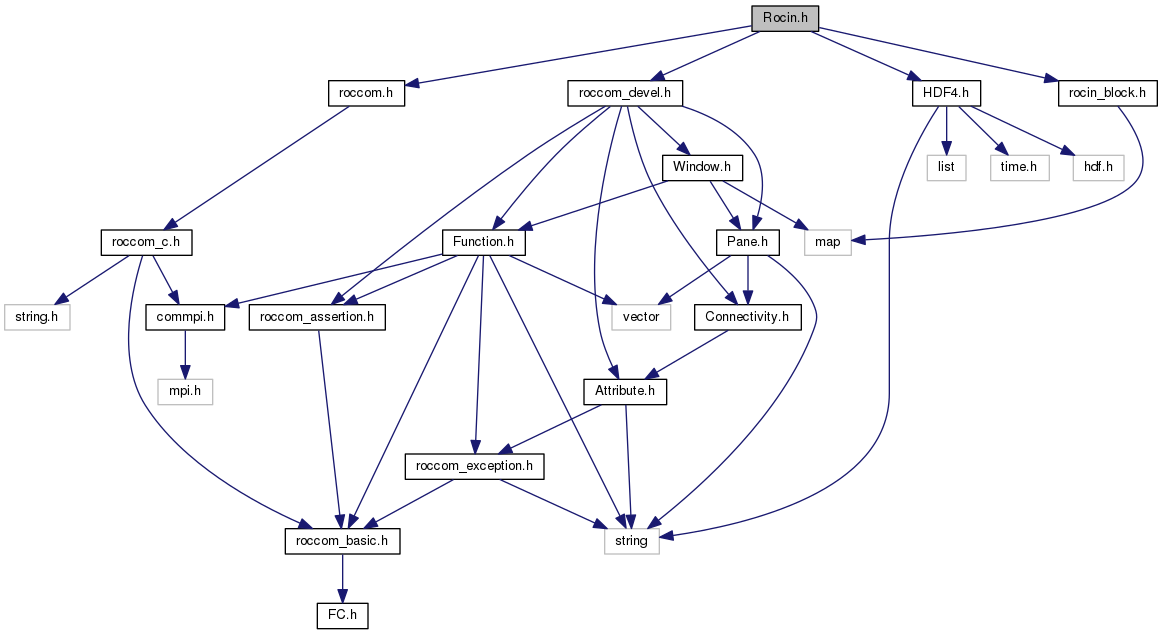 Rocin.h
roccom.h
roccom_devel.h
HDF4.h
rocin_block.h
Window.h
list
time.h
hdf.h
roccom_c.h
Function.h
Pane.h
map
string.h
commpi.h
roccom_assertion.h
vector
Connectivity.h
mpi.h
Attribute.h
roccom_exception.h
roccom_basic.h
string
FC.h